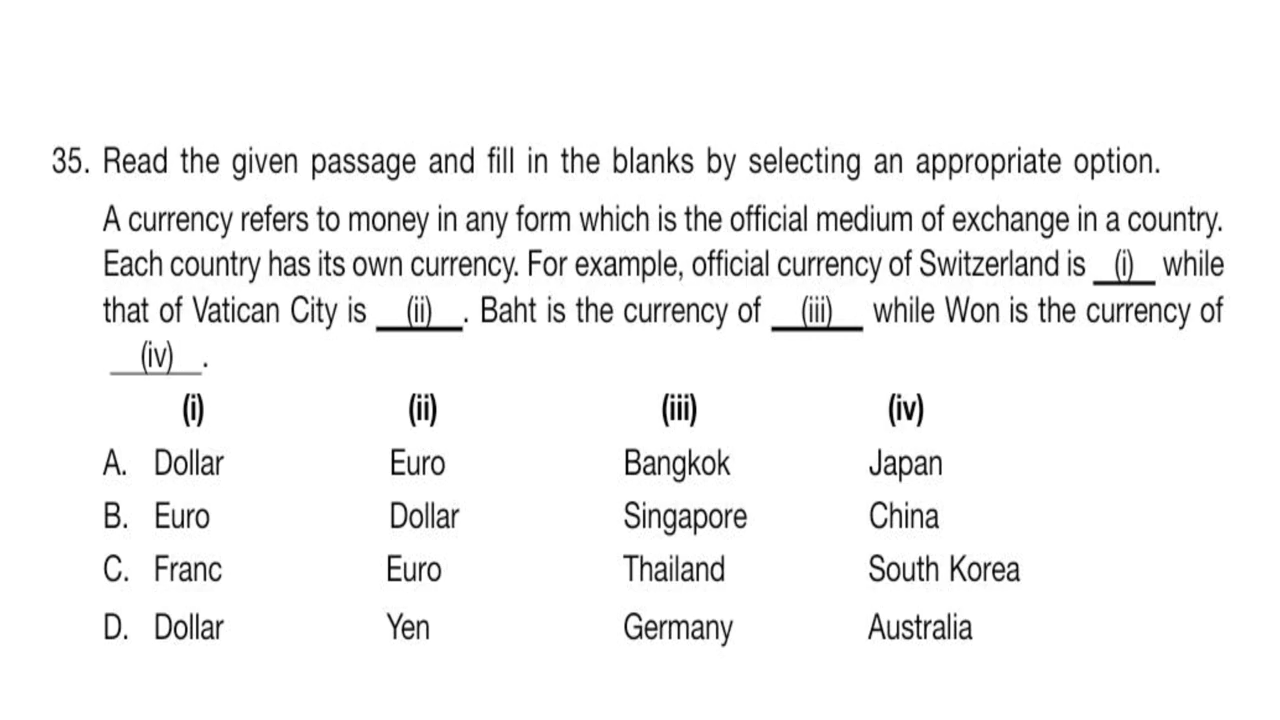 35. Read the given passage and fill in the blanks by selecting an appropriate option.
A currency refers to money in any form which is the official medium of exchange in a country.
Each country has its own currency. For example, official currency of Switzerland is (i) while
that of Vatican City is (ii). Baht is the currency of (iii) while Won is the currency of
(iv).
(i) (ii) (iii) (iv)
A. Dollar Euro Bangkok Japan
B. Euro Dollar Singapore China
C. Franc Euro Thailand South Korea
D. Dollar Yen Germany Australia